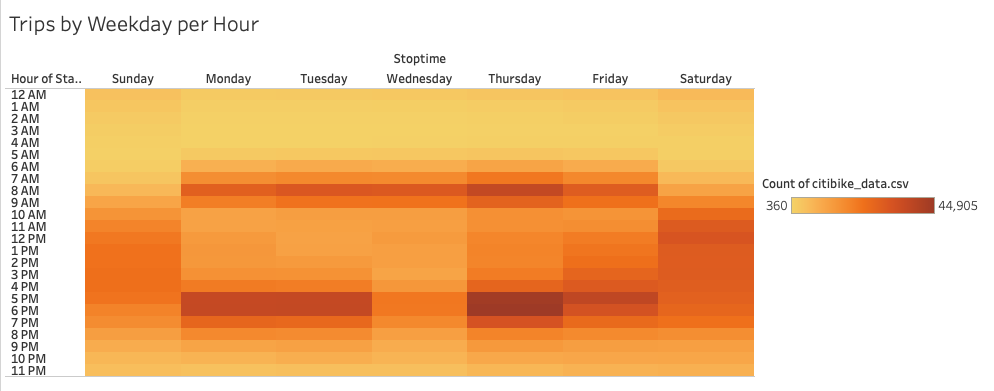 Trips by Weekday per Hour
Stoptime
Hour of Sta.. Sunday Monday Tuesday Wednesday Thursday Friday Saturday
12 AM
1 AM
2 AM
3 AM
4 AM
5 AM
6 AM
7 AM
8 AM
9 AM
10 AM
11 AM
12 PM
1 PM
2 PM
3 PM
4 PM
5 PM
6 PM
7 PM
8 PM
9 PM
10 PM
11 PM
Count of citibike_data.csv
360 44,905